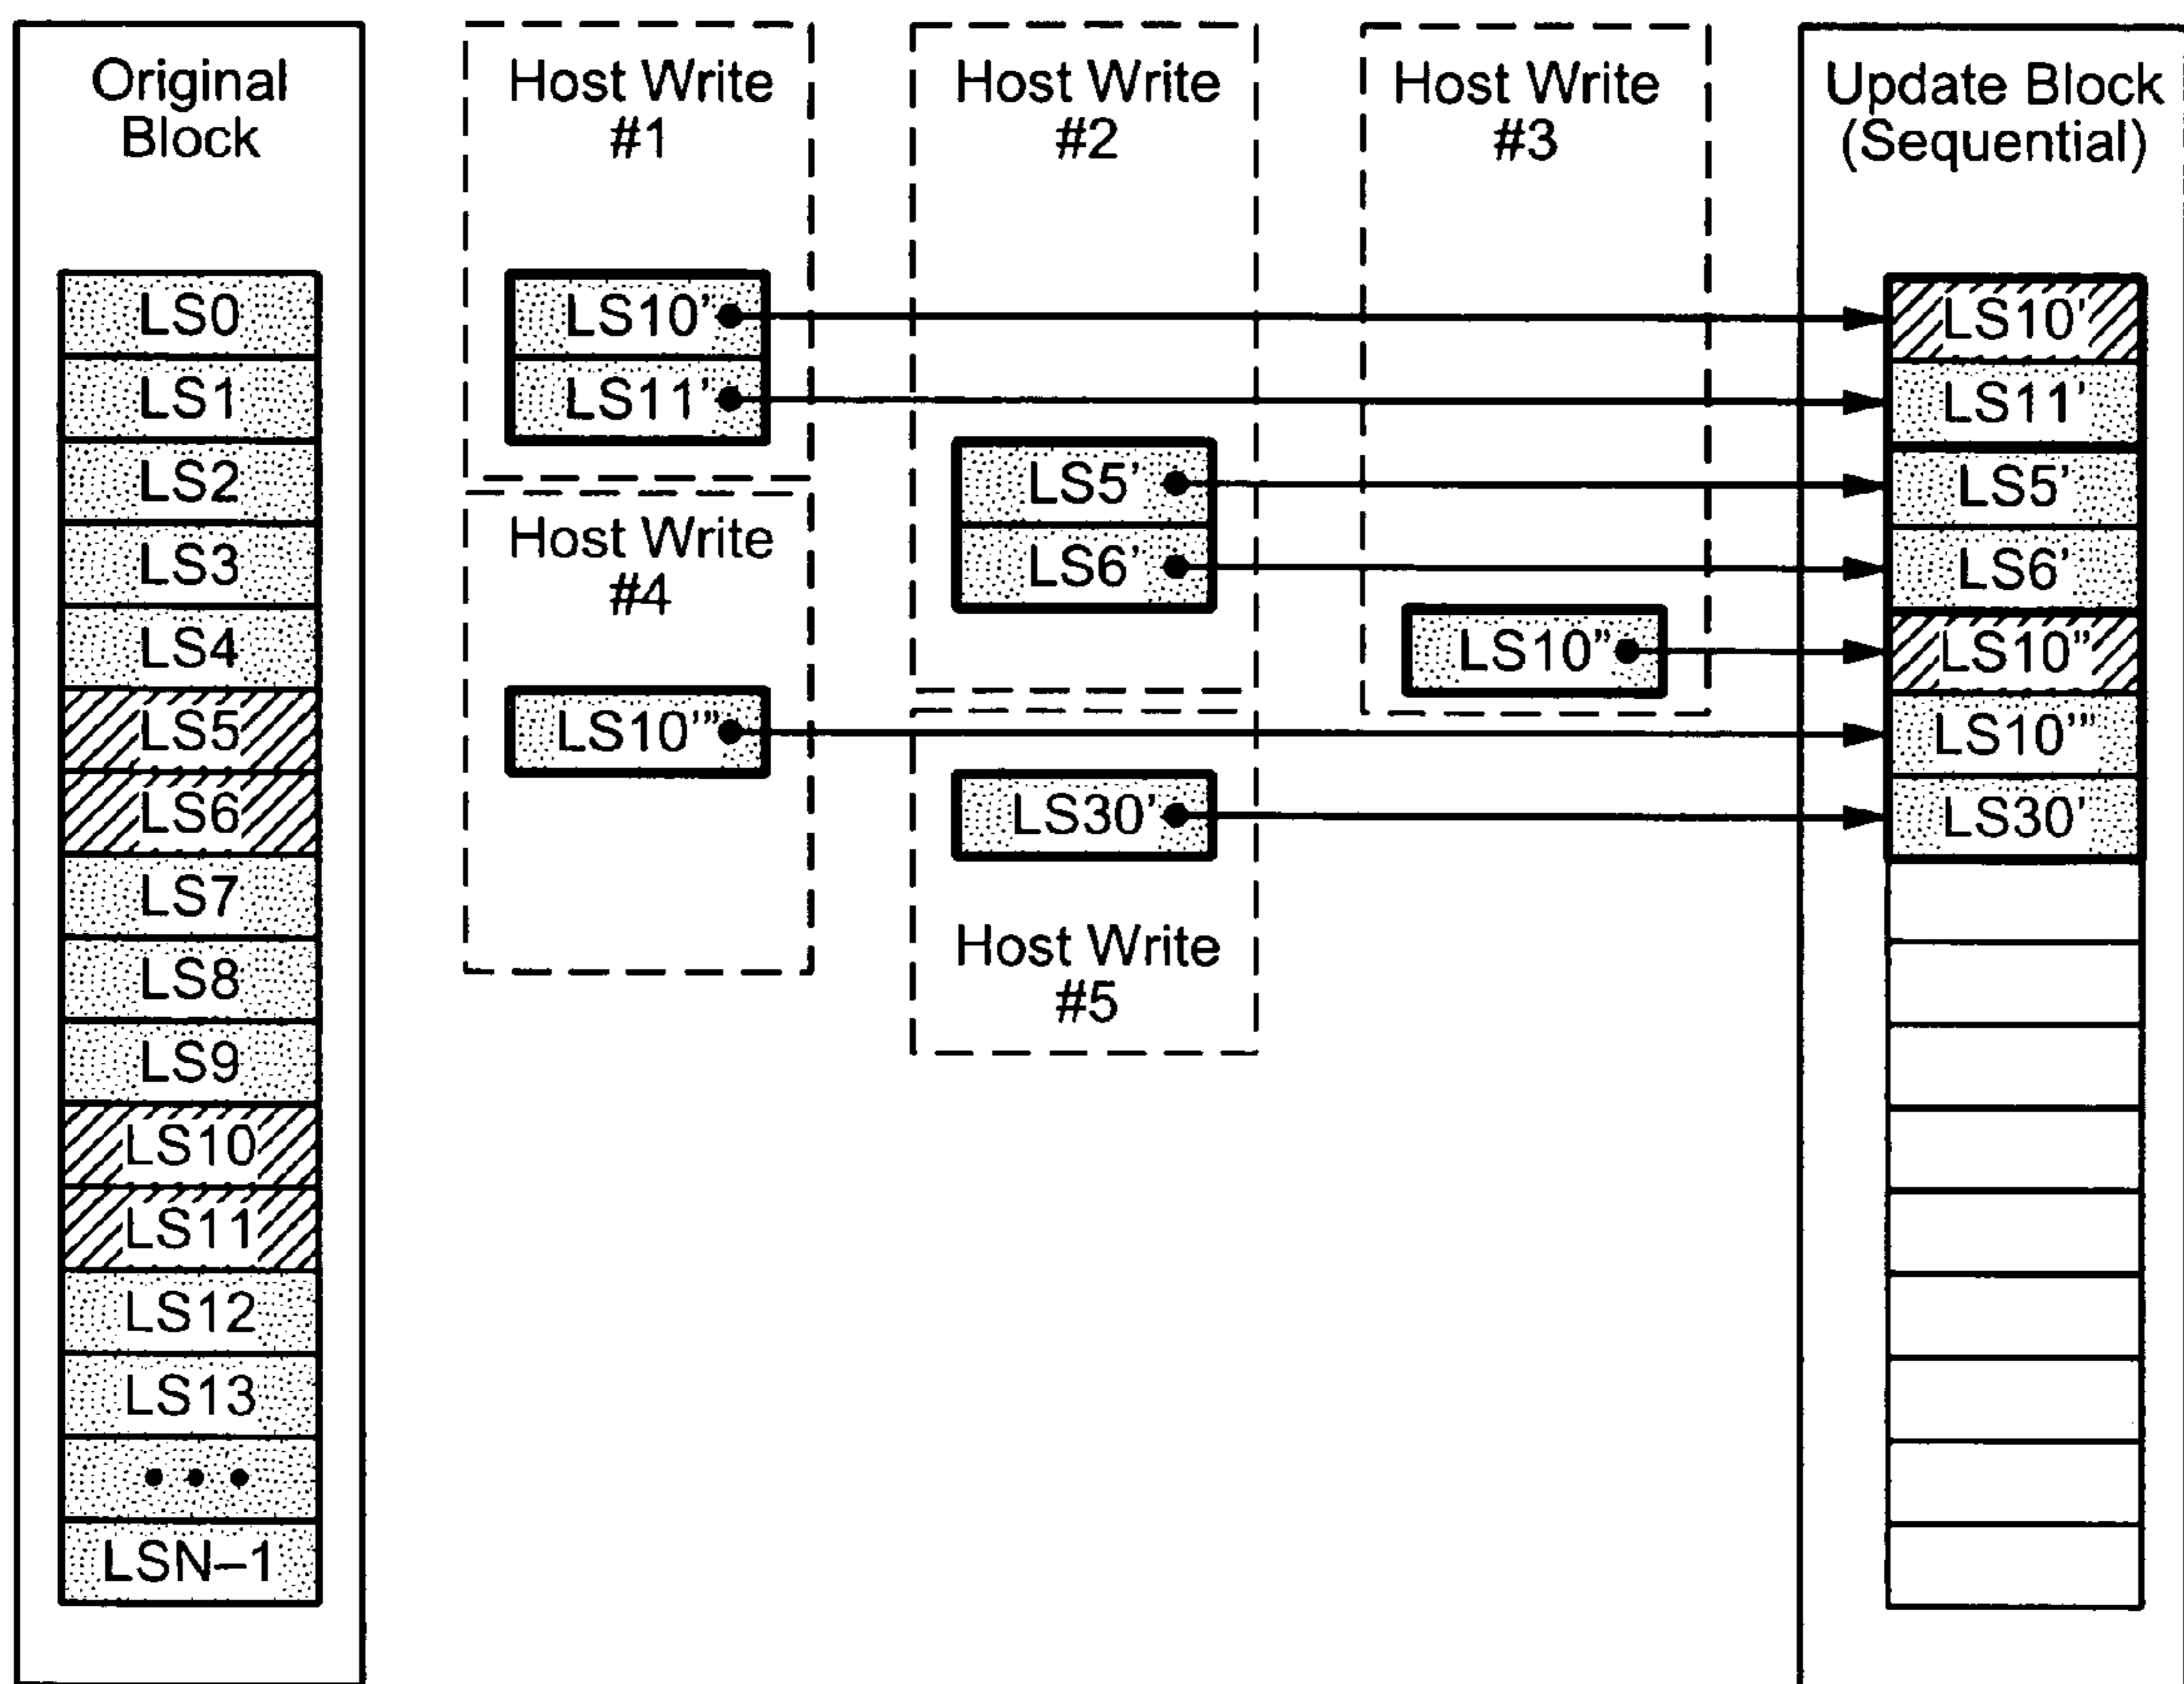 Original
Block
LS0
LS1
LS2
LS3
LS4
LS5
LS6
LS7
LS8
LS9
LS10
LS11
LS12
LS13
• • •
LSN–1
Host Write
#1
LS10'
LS11'
Host Write
#4
LS10'''
Host Write
#2
LS5'
LS6'
LS30'
Host Write
#5
Host Write
#3
LS10''
Update Block
(Sequential)
LS10'
LS11'
LS5'
LS6'
LS10''
LS10'''
LS30'